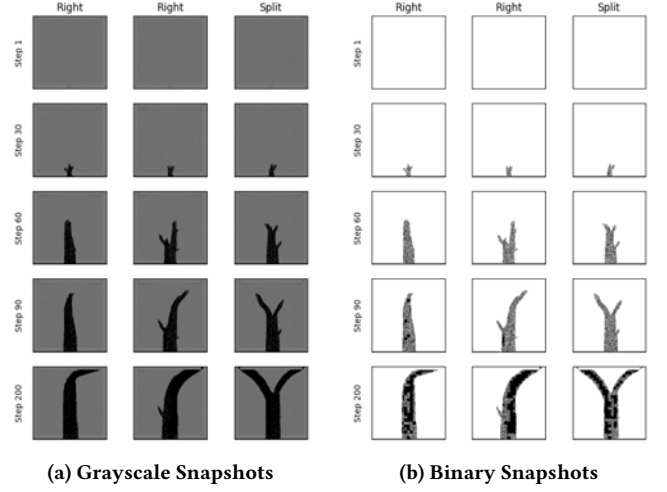 Right Right Split Right Right Split
Step 1 Step 1
Step 30 Step 30
Step 60 Step 60
Step 90 Step 90
Step 200 Step 200
(a) Grayscale Snapshots (b) Binary Snapshots